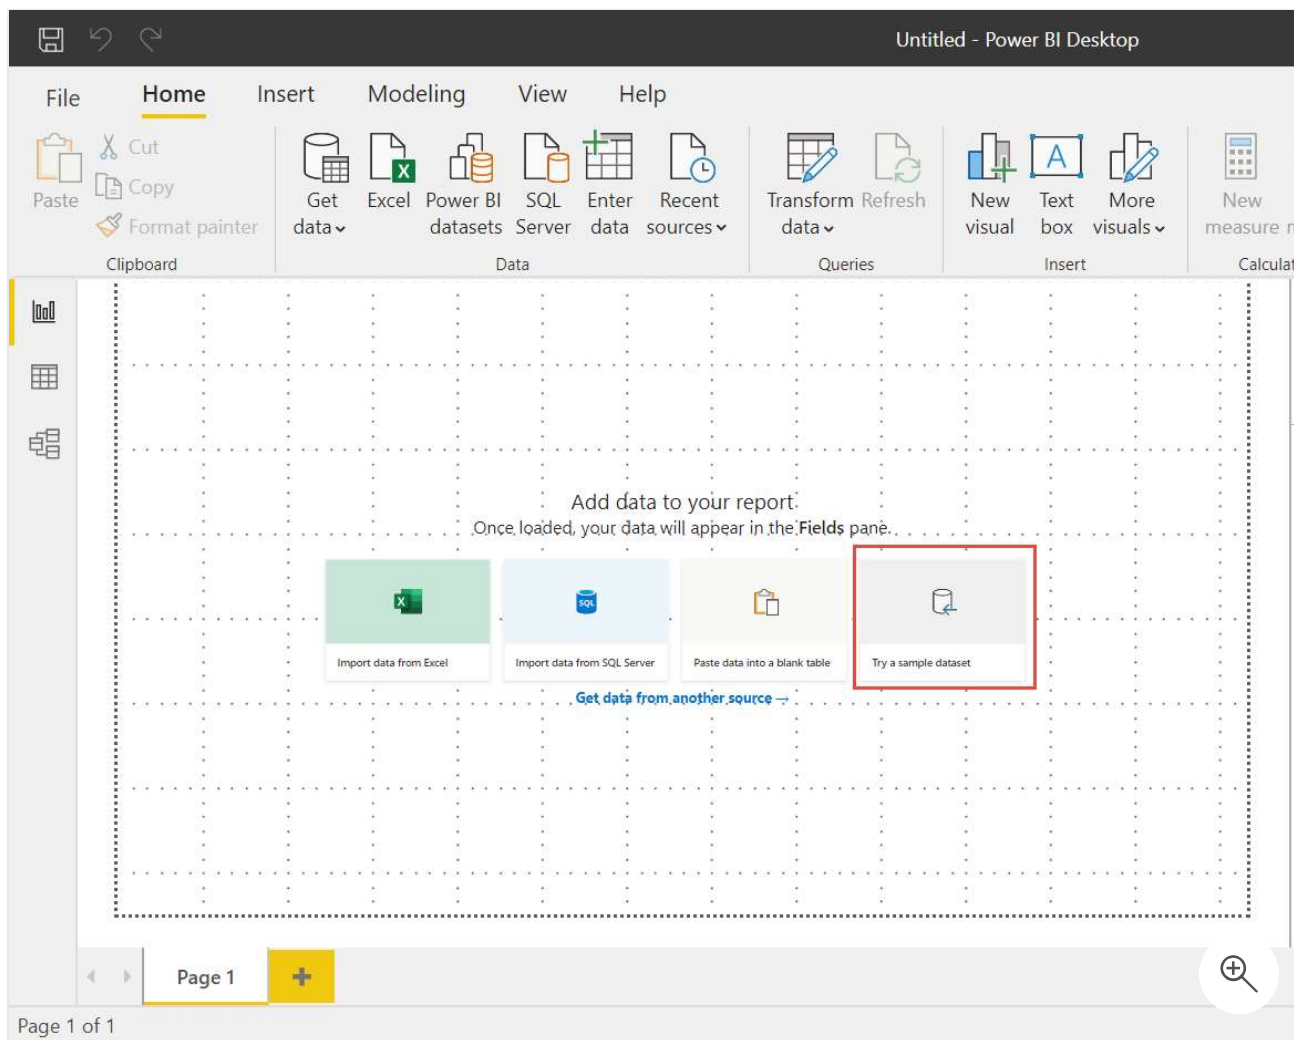 Untitled - Power BI Desktop
File Home Insert Modeling View Help
Paste
Cut
Copy
Format painter
Clipboard
Get data
Excel
Power BI datasets
SQL Server
Enter data
Recent sources
Data
Transform data
Refresh
Queries
New visual
Text box
More visuals
Insert
New measure
Add data to your report
Once loaded, your data will appear in the Fields pane.
X
Import data from Excel
SQL
Import data from SQL Server
Paste data into a blank table
Try a sample dataset
Get data from another source →
Page 1
+
Page 1 of 1